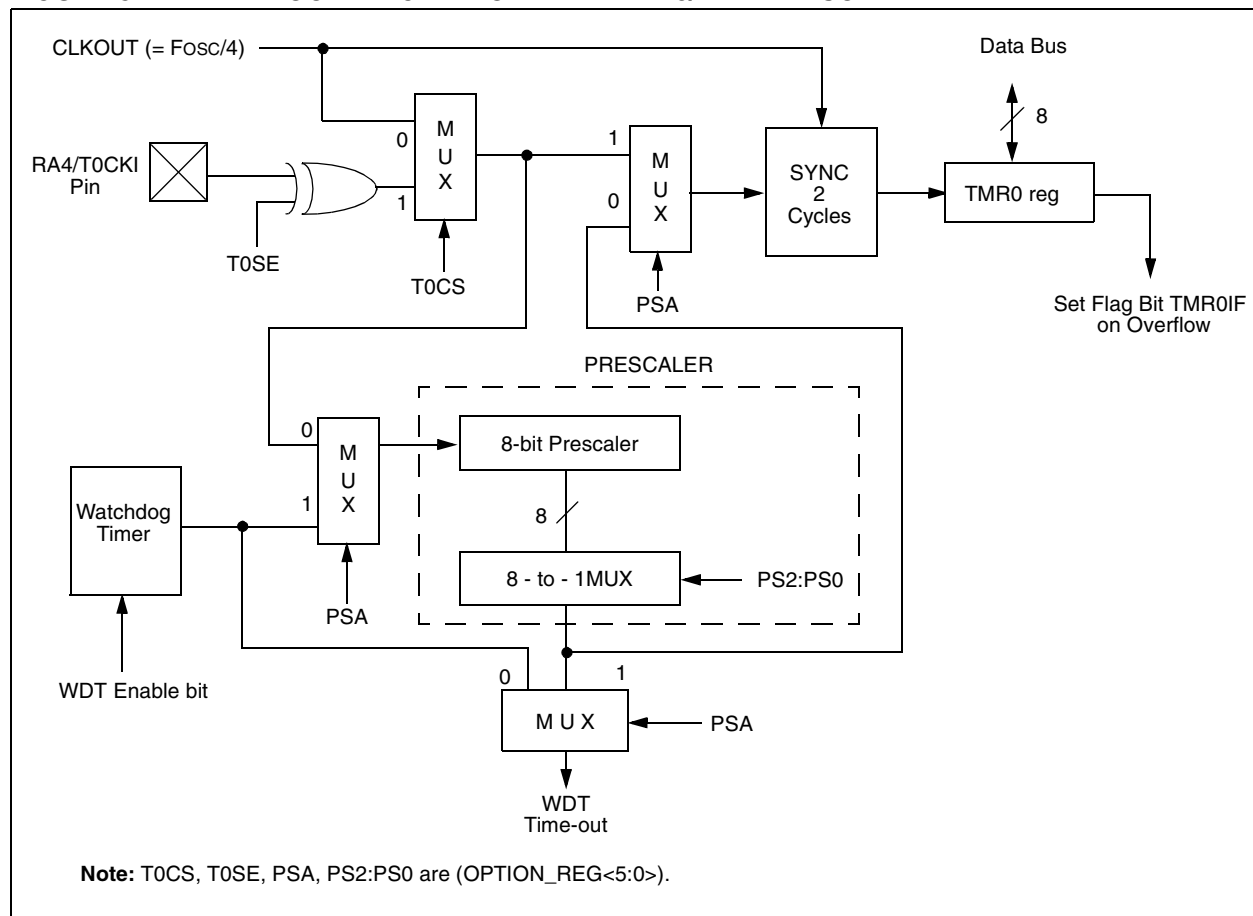 CLKOUT (= FOSC/4)
Data Bus
8
RA4/T0CKI
Pin
T0SE
0
1
M
U
X
T0CS
1
0
M
U
X
PSA
SYNC
2
Cycles
TMR0 reg
Set Flag Bit TMR0IF
on Overflow
PRESCALER
0
1
M
U
X
PSA
8-bit Prescaler
8
8 - to - 1MUX
PS2:PS0
Watchdog
Timer
WDT Enable bit
0
1
M U X
PSA
WDT
Time-out
Note: T0CS, T0SE, PSA, PS2:PS0 are (OPTION_REG<5:0>).